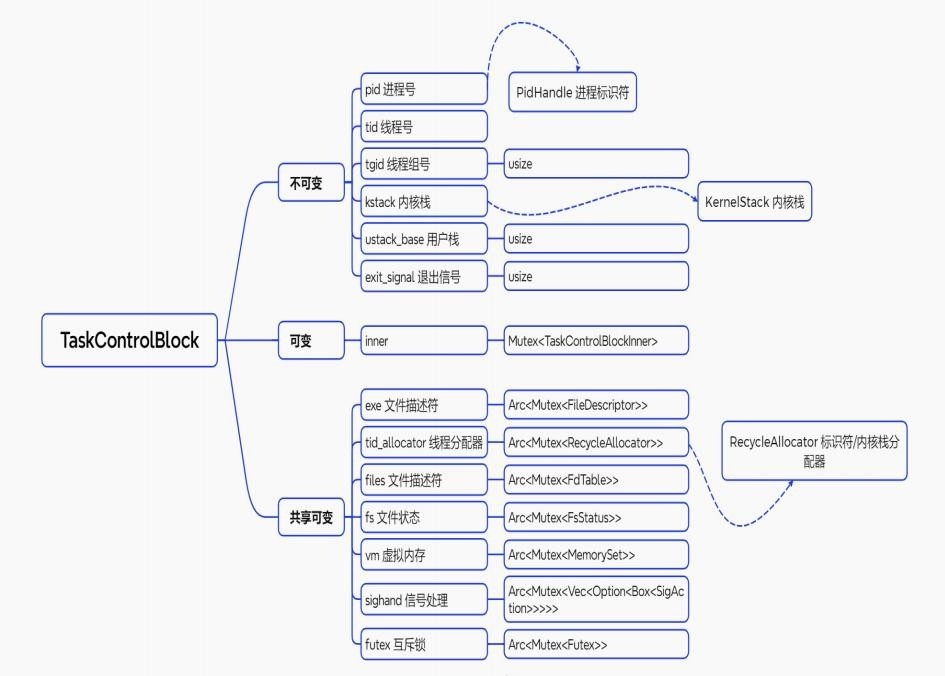 TaskControlBlock
不可变
pid 进程号
PidHandle 进程标识符
tid 线程号
tgid 线程组号
usize
kstack 内核栈
KernelStack 内核栈
ustack_base 用户栈
usize
exit_signal 退出信号
usize
可变
inner
Mutex<TaskControlBlockInner>
共享可变
exe 文件描述符
Arc<Mutex<FileDescriptor>>
tid_allocator 线程分配器
Arc<Mutex<RecycleAllocator>>
RecycleAllocator 标识符/内核栈分
配器
files 文件描述符
Arc<Mutex<FdTable>>
fs 文件状态
Arc<Mutex<FsStatus>>
vm 虚拟内存
Arc<Mutex<MemorySet>>
sighand 信号处理
Arc<Mutex<Vec<Option<Box<SigAc
tion>>>>>
futex 互斥锁
Arc<Mutex<Futex>>